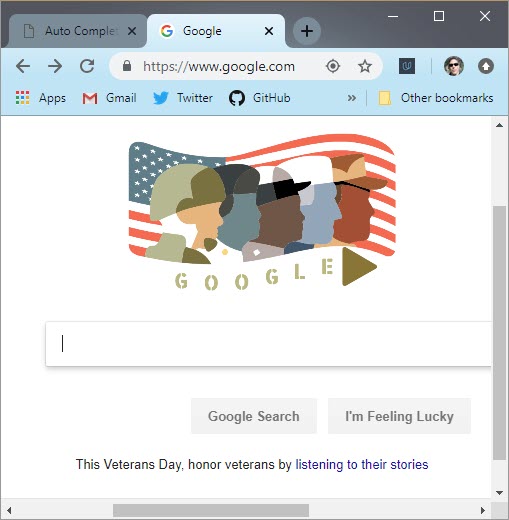 Auto Complet
Google
https://www.google.com
Apps
Gmail
Twitter
GitHub
»
Other bookmarks
GOOGLE
Google Search
I'm Feeling Lucky
This Veterans Day, honor veterans by listening to their stories